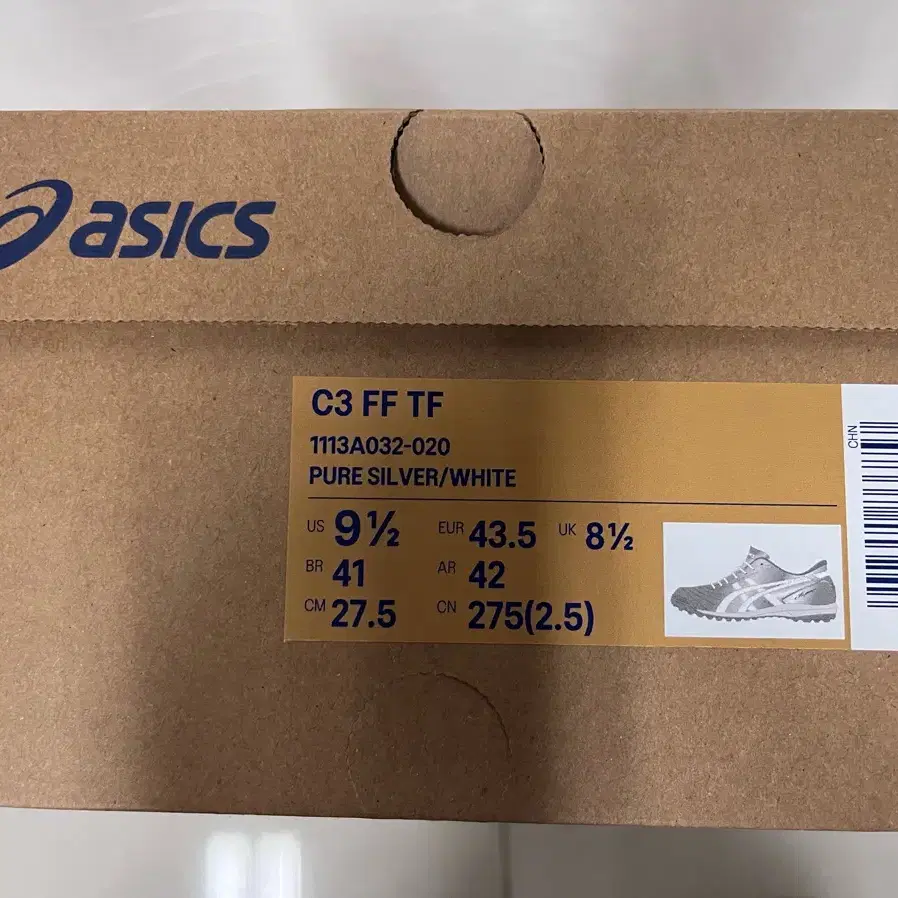 asics
C3 FF TF
1113A032-020
PURE SILVER/WHITE
US 9½ EUR 43.5 UK 8½
BR 41 AR 42
CM 27.5 CN 275(2.5)
CHN